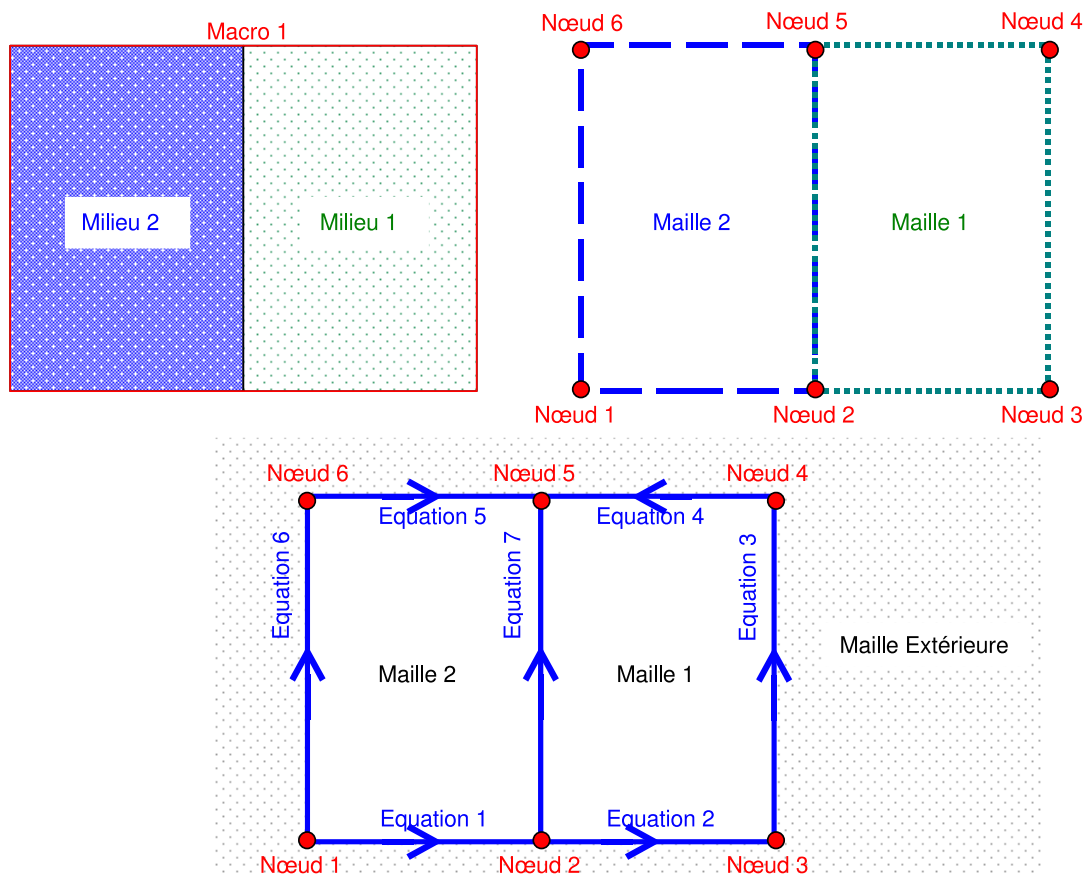 Macro 1
Milieu 2
Milieu 1
Nœud 6
Nœud 5
Nœud 4
Maille 2
Maille 1
Nœud 1
Nœud 2
Nœud 3
Nœud 6
Nœud 5
Nœud 4
Equation 5
Equation 4
Equation 6
Equation 7
Equation 3
Maille 2
Maille 1
Maille Extérieure
Equation 1
Equation 2
Nœud 1
Nœud 2
Nœud 3